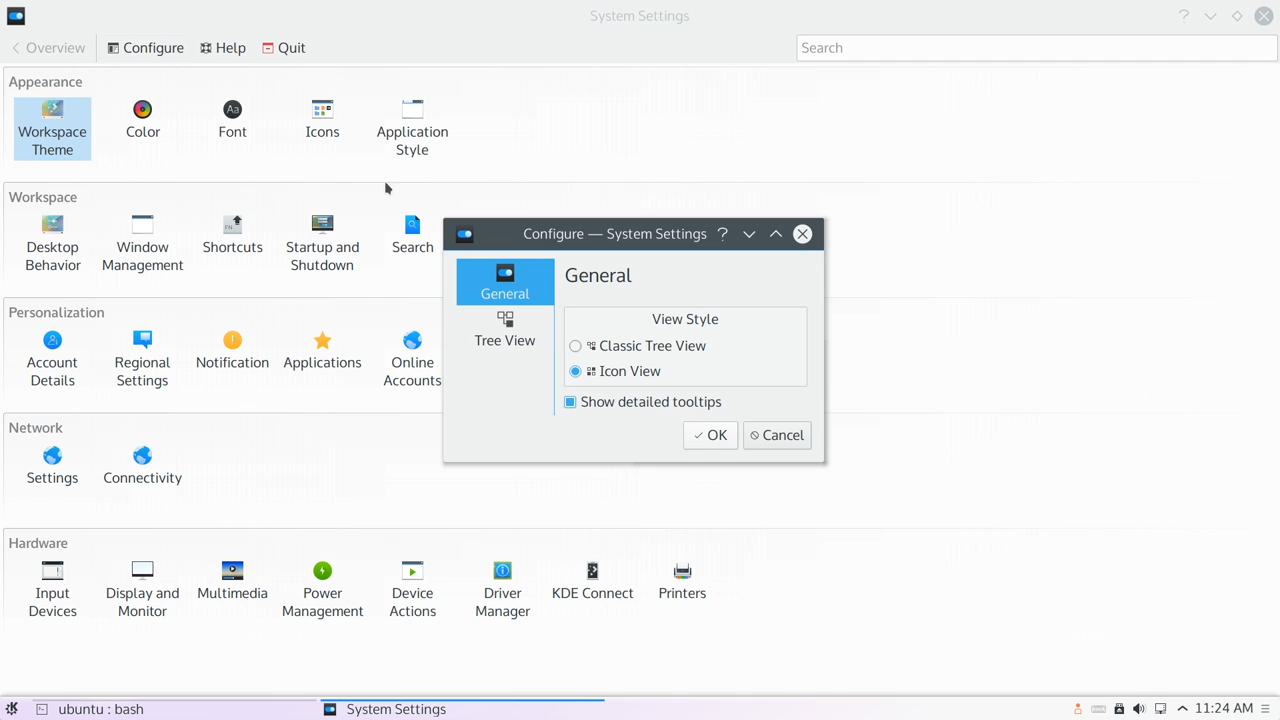 System Settings
Overview Configure Help Quit Search
Appearance
Workspace Theme
Color
Font
Icons
Application Style
Workspace
Desktop Behavior
Window Management
Shortcuts
Startup and Shutdown
Search
Personalization
Account Details
Regional Settings
Notification
Applications
Online Accounts
Network
Settings
Connectivity
Hardware
Input Devices
Display and Monitor
Multimedia
Power Management
Device Actions
Driver Manager
KDE Connect
Printers
Configure — System Settings
General
Tree View
General
View Style
Classic Tree View
Icon View
Show detailed tooltips
OK Cancel
ubuntu : bash
System Settings
11:24 AM